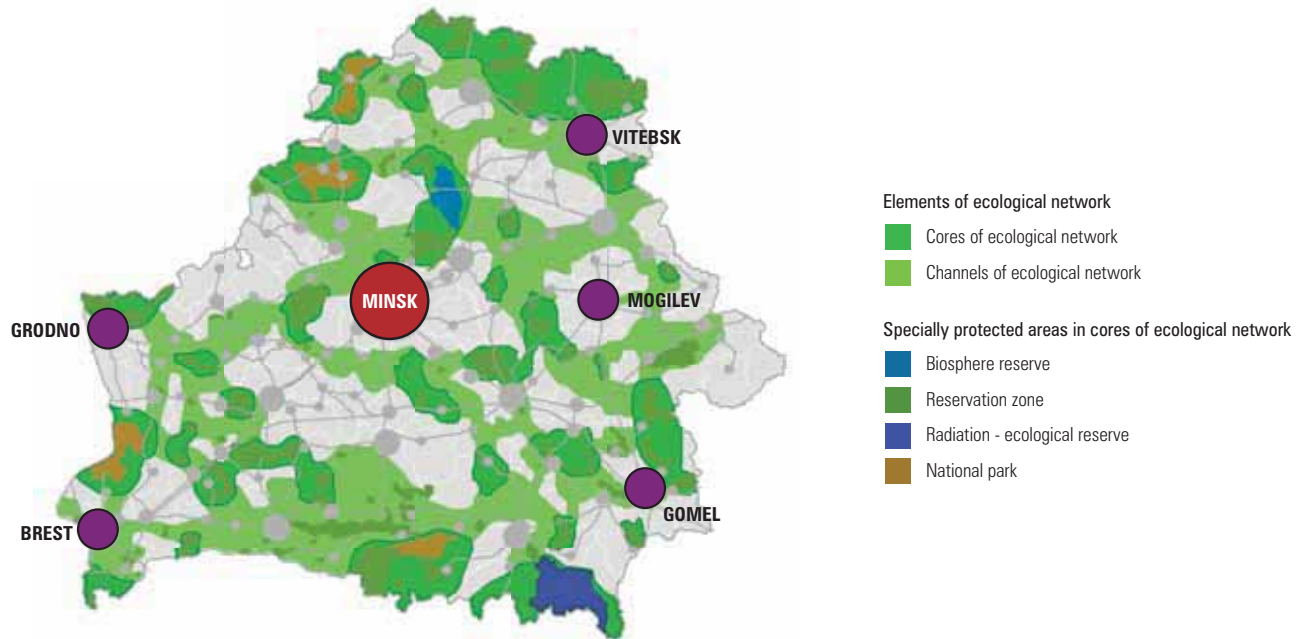 VITEBSK
MINSK
MOGILEV
GRODNO
GOMEL
BREST
Elements of ecological network
Cores of ecological network
Channels of ecological network
Specially protected areas in cores of ecological network
Biosphere reserve
Reservation zone
Radiation - ecological reserve
National park